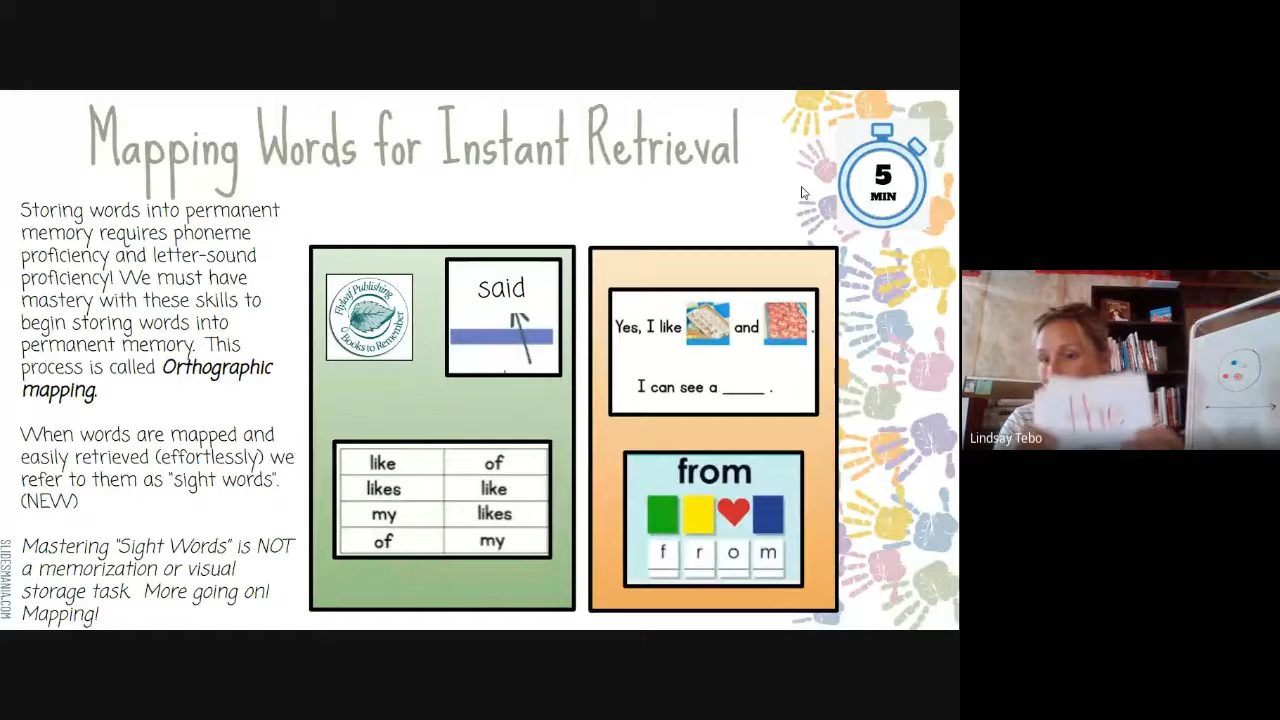 Mapping Words for Instant Retrieval
5
MIN
Storing words into permanent
memory requires phoneme
proficiency and letter-sound
proficiency! We must have
mastery with these skills to
begin storing words into
permanent memory. This
process is called Orthographic
mapping.
When words are mapped and
easily retrieved (effortlessly) we
refer to them as "sight words".
(NEW)
Mastering "Sight Words" is NOT
a memorization or visual
storage task. More going on!
Mapping!
SLIDESMANIA.COM
Flyleaf Publishing
Books to Remember
said
like of
likes like
my likes
of my
Yes, I like and .
I can see a _____ .
from
f r o m
the
Lindsay Tebo